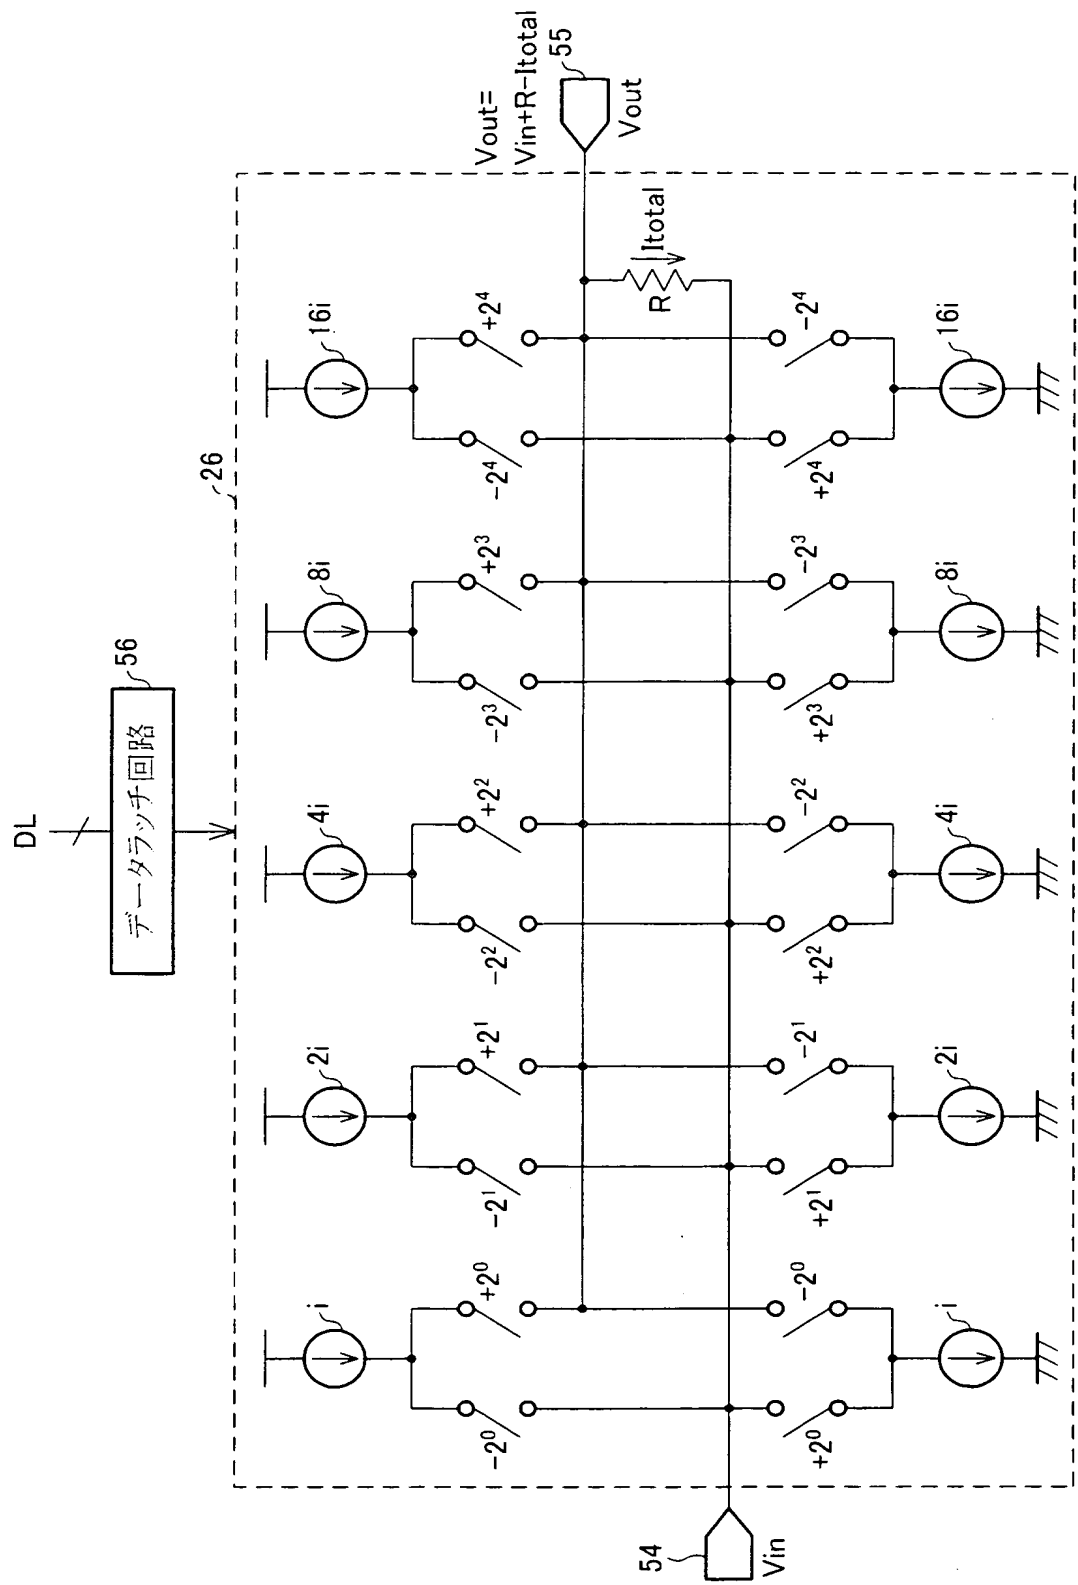 DL
データラッチ回路
56
26
i
2i
4i
8i
16i
-2⁰
+2⁰
-2¹
+2¹
-2²
+2²
-2³
+2³
-2⁴
+2⁴
Vout=
Vin+R-Itotal
55
Vout
R
Itotal
54
Vin
+2⁰
-2⁰
+2¹
-2¹
+2²
-2²
+2³
-2³
+2⁴
-2⁴
i
2i
4i
8i
16i